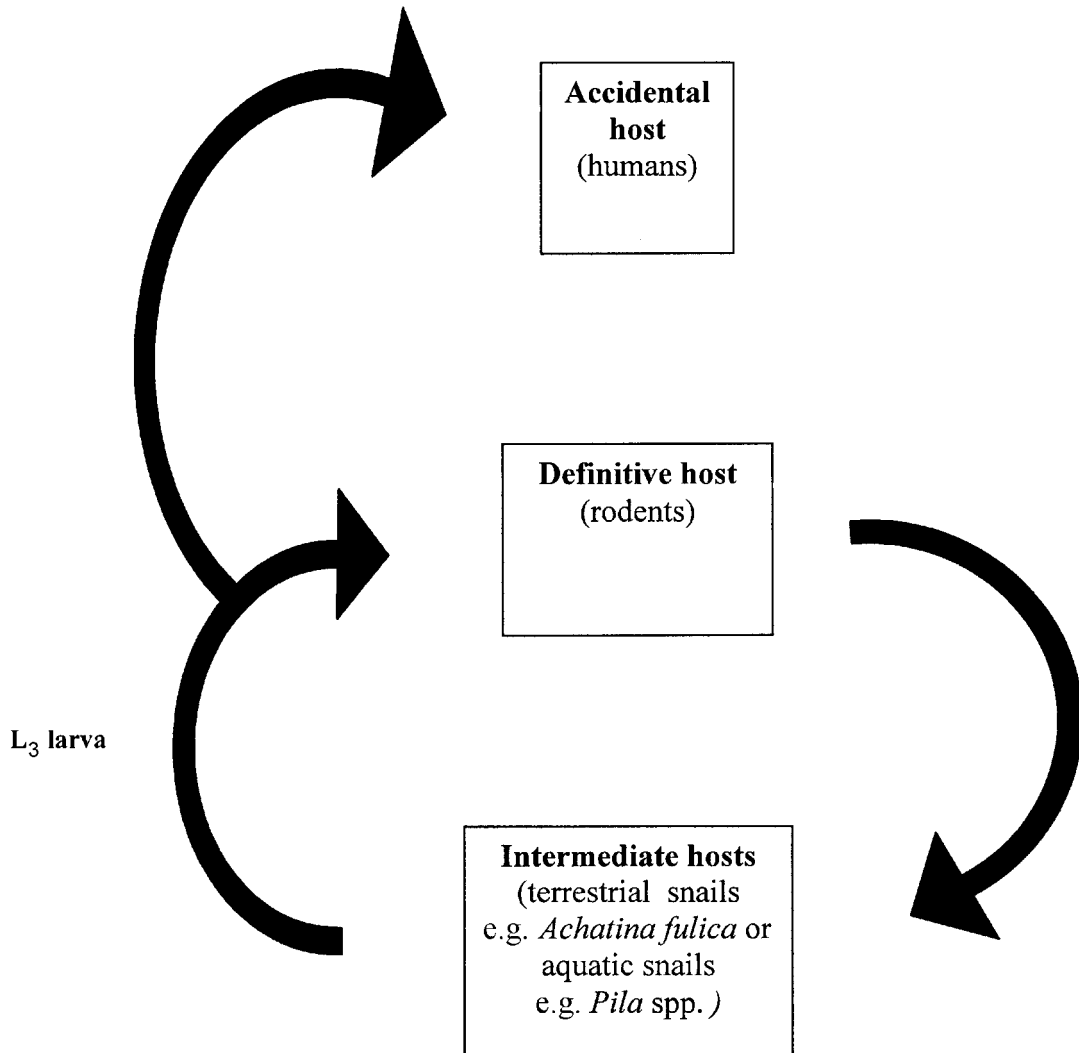 Accidental
host
(humans)
Definitive host
(rodents)
L₃ larva
Intermediate hosts
(terrestrial snails
e.g. Achatina fulica or
aquatic snails
e.g. Pila spp. )